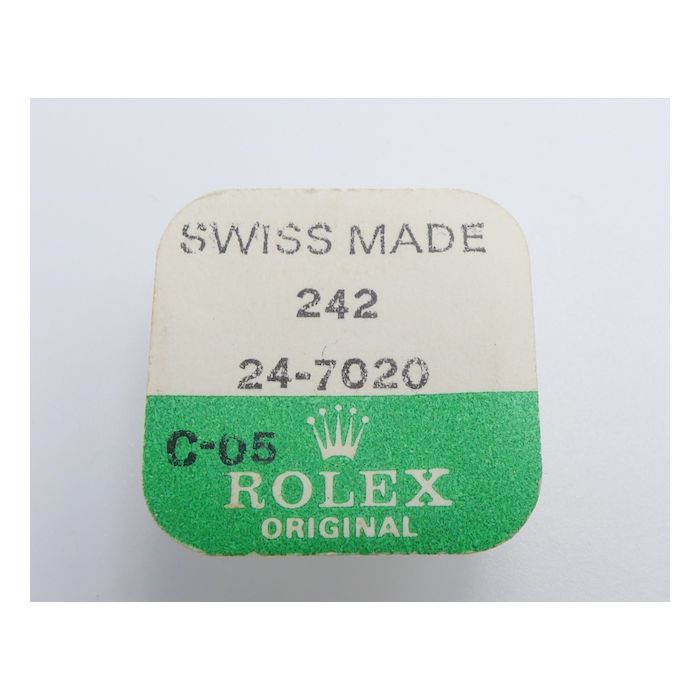 SWISS MADE
242
24-7020
C-05
ROLEX
ORIGINAL